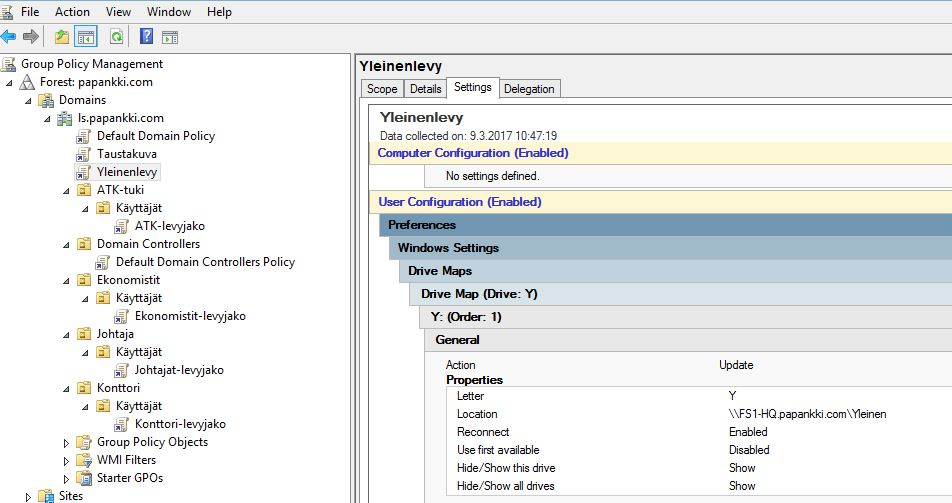 File Action View Window Help
Group Policy Management
Forest: papankki.com
Domains
ls.papankki.com
Default Domain Policy
Taustakuva
Yleinenlevy
ATK-tuki
Käyttäjät
ATK-levyjako
Domain Controllers
Default Domain Controllers Policy
Ekonomistit
Käyttäjät
Ekonomistit-levyjako
Johtaja
Käyttäjät
Johtajat-levyjako
Konttori
Käyttäjät
Konttori-levyjako
Group Policy Objects
WMI Filters
Starter GPOs
Sites
Yleinenlevy
Scope Details Settings Delegation
Yleinenlevy
Data collected on: 9.3.2017 10:47:19
Computer Configuration (Enabled)
No settings defined.
User Configuration (Enabled)
Preferences
Windows Settings
Drive Maps
Drive Map (Drive: Y)
Y: (Order: 1)
General
Action Update
Properties
Letter Y
Location \\FS1-HQ.papankki.com\Yleinen
Reconnect Enabled
Use first available Disabled
Hide/Show this drive Show
Hide/Show all drives Show